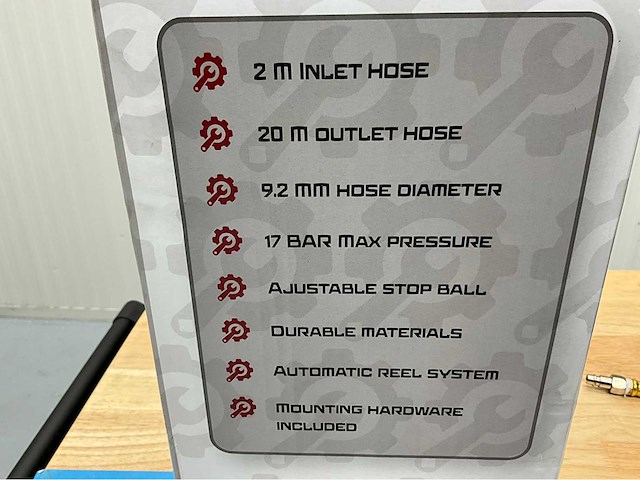 2 M INLET HOSE
20 M OUTLET HOSE
9.2 MM HOSE DIAMETER
17 BAR MAX PRESSURE
AJUSTABLE STOP BALL
DURABLE MATERIALS
AUTOMATIC REEL SYSTEM
MOUNTING HARDWARE
INCLUDED